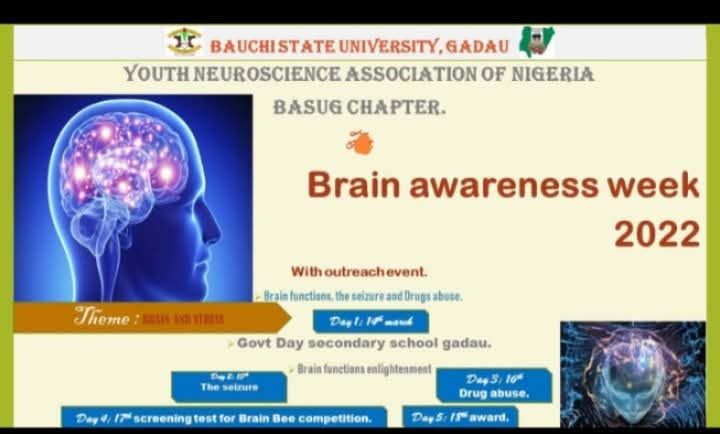 BAUCHI STATE UNIVERSITY, GADAU
YOUTH NEUROSCIENCE ASSOCIATION OF NIGERIA
BASUG CHAPTER.
Brain awareness week
2022
With outreach event.
Brain functions, the seizure and Drugs abuse.
Theme : BRAIN AND STRESS
Day 1: 14th march
Govt Day secondary school gadau.
Brain functions enlightenment
Day 2: 15th
The seizure
Day 3: 16th
Drug abuse.
Day 4: 17th screening test for Brain Bee competition.
Day 5: 18th award.